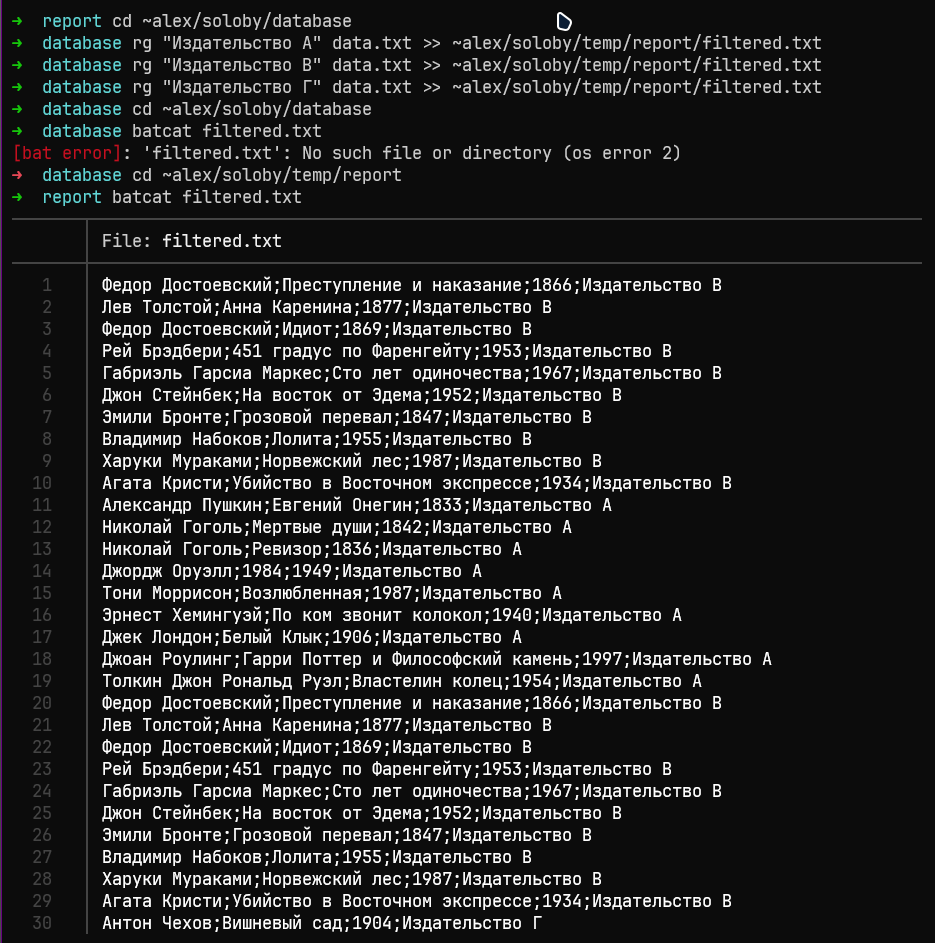 → report cd ~alex/soloby/database
→ database rg "Издательство А" data.txt >> ~alex/soloby/temp/report/filtered.txt
→ database rg "Издательство В" data.txt >> ~alex/soloby/temp/report/filtered.txt
→ database rg "Издательство Г" data.txt >> ~alex/soloby/temp/report/filtered.txt
→ database cd ~alex/soloby/database
→ database batcat filtered.txt
[bat error]: 'filtered.txt': No such file or directory (os error 2)
→ database cd ~alex/soloby/temp/report
→ report batcat filtered.txt
File: filtered.txt
1 Федор Достоевский;Преступление и наказание;1866;Издательство В
2 Лев Толстой;Анна Каренина;1877;Издательство В
3 Федор Достоевский;Идиот;1869;Издательство В
4 Рей Брэдбери;451 градус по Фаренгейту;1953;Издательство В
5 Габриэль Гарсиа Маркес;Сто лет одиночества;1967;Издательство В
6 Джон Стейнбек;На восток от Эдема;1952;Издательство В
7 Эмили Бронте;Грозовой перевал;1847;Издательство В
8 Владимир Набоков;Лолита;1955;Издательство В
9 Харуки Мураками;Норвежский лес;1987;Издательство В
10 Агата Кристи;Убийство в Восточном экспрессе;1934;Издательство В
11 Александр Пушкин;Евгений Онегин;1833;Издательство А
12 Николай Гоголь;Мертвые души;1842;Издательство А
13 Николай Гоголь;Ревизор;1836;Издательство А
14 Джордж Оруэлл;1984;1949;Издательство А
15 Тони Моррисон;Возлюбленная;1987;Издательство А
16 Эрнест Хемингуэй;По ком звонит колокол;1940;Издательство А
17 Джек Лондон;Белый Клык;1906;Издательство А
18 Джоан Роулинг;Гарри Поттер и Философский камень;1997;Издательство А
19 Толкин Джон Рональд Руэл;Властелин колец;1954;Издательство А
20 Федор Достоевский;Преступление и наказание;1866;Издательство В
21 Лев Толстой;Анна Каренина;1877;Издательство В
22 Федор Достоевский;Идиот;1869;Издательство В
23 Рей Брэдбери;451 градус по Фаренгейту;1953;Издательство В
24 Габриэль Гарсиа Маркес;Сто лет одиночества;1967;Издательство В
25 Джон Стейнбек;На восток от Эдема;1952;Издательство В
26 Эмили Бронте;Грозовой перевал;1847;Издательство В
27 Владимир Набоков;Лолита;1955;Издательство В
28 Харуки Мураками;Норвежский лес;1987;Издательство В
29 Агата Кристи;Убийство в Восточном экспрессе;1934;Издательство В
30 Антон Чехов;Вишневый сад;1904;Издательство Г